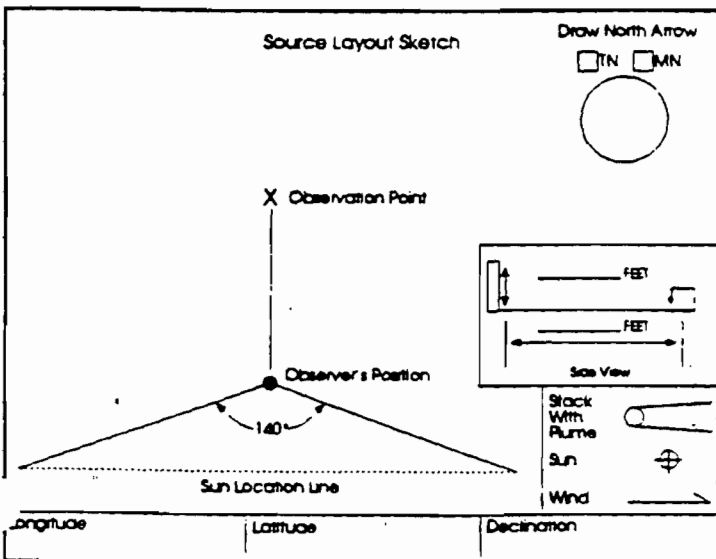 Source Layout Sketch
Draw North Arrow
TN MN
X Observation Point
FEET
FEET
Side View
Observer's Position
140°
Sun Location Line
Stack
With
Plume
Sun
Wind
Longitude
Latitude
Declination